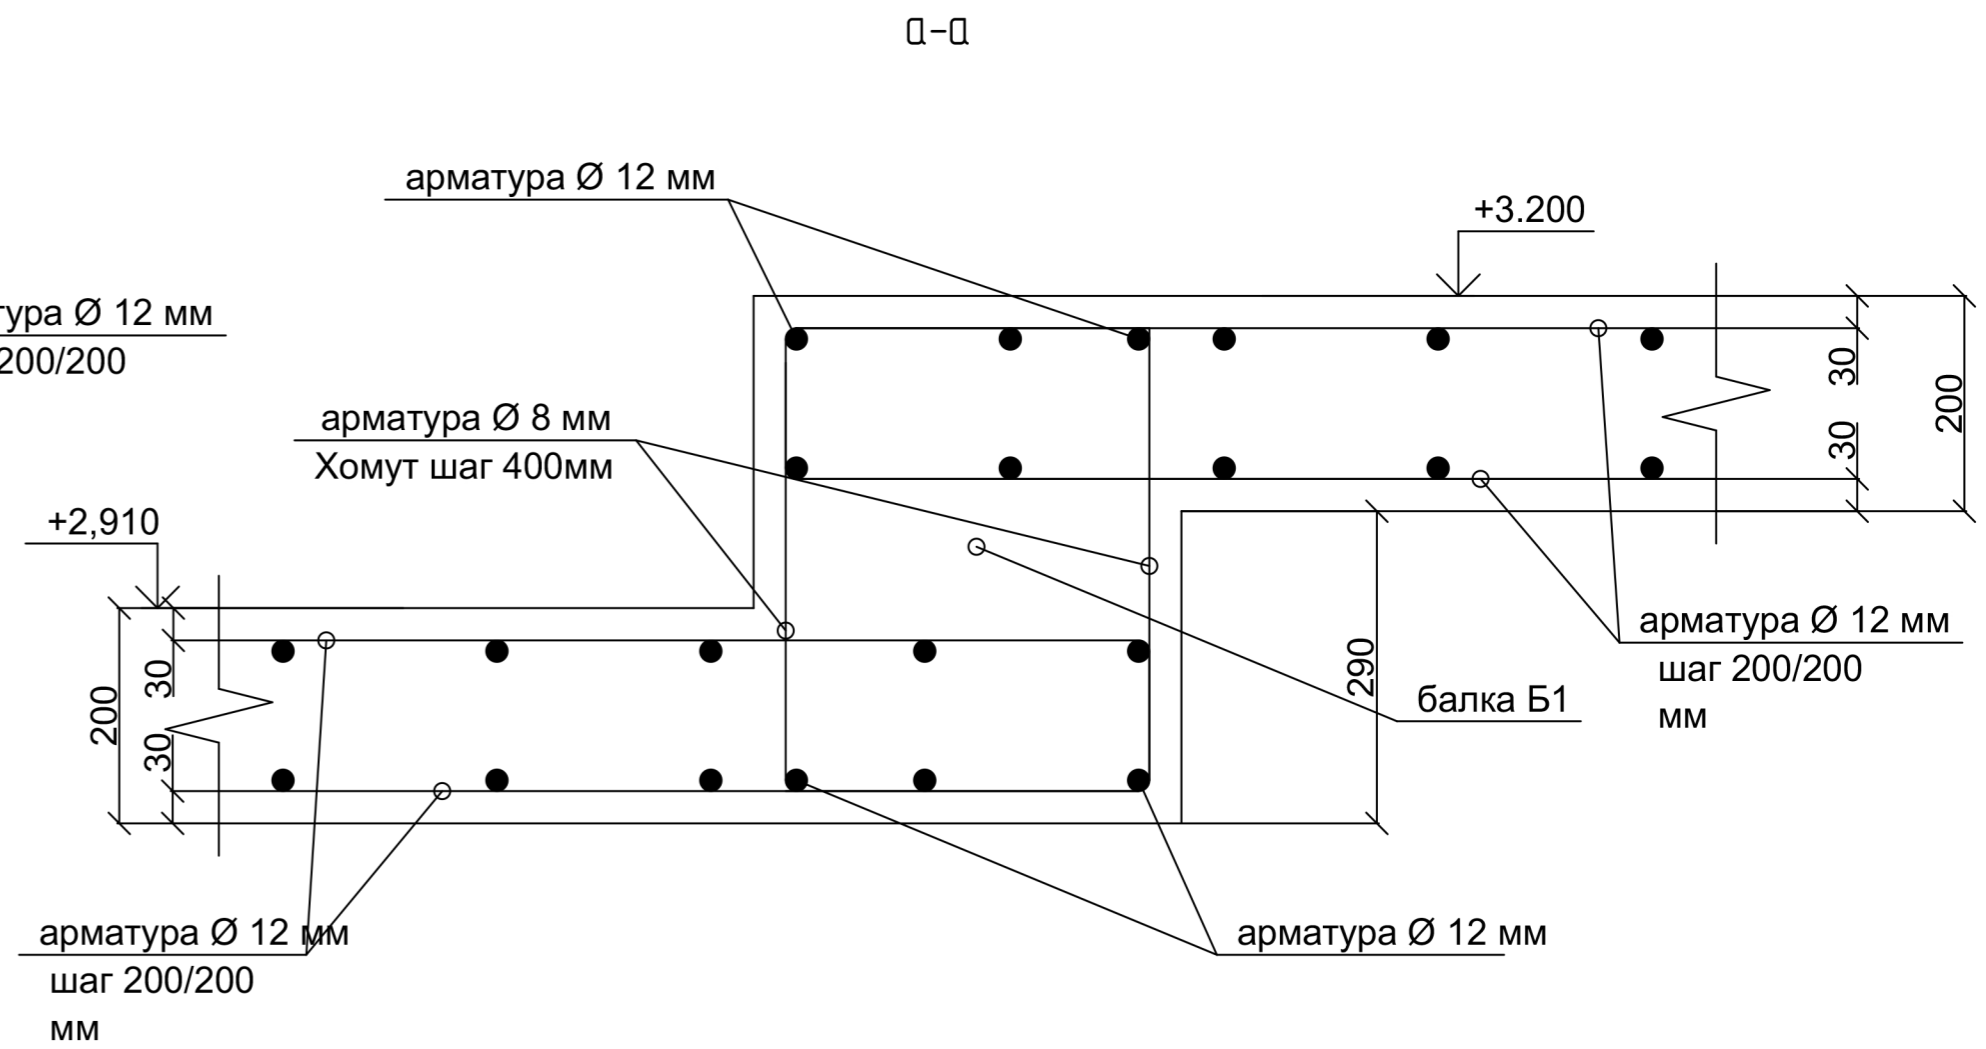 а-а
арматура Ø 12 мм
+3.200
тура Ø 12 мм
200/200
арматура Ø 8 мм
Хомут шаг 400мм
30
30
200
+2,910
200
30
30
290
арматура Ø 12 мм
шаг 200/200
мм
балка Б1
арматура Ø 12 мм
шаг 200/200
мм
арматура Ø 12 мм